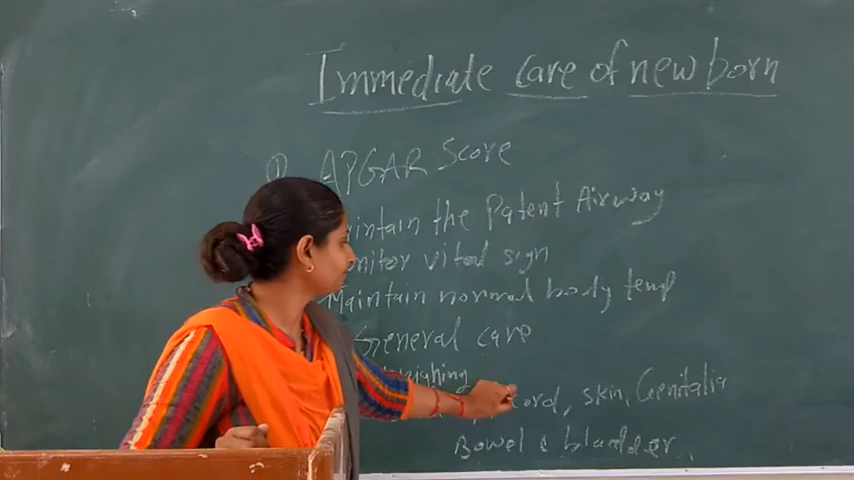 Immediate care of new born
① APGAR Score
Maintain the Patent Airway
Monitor vital sign
Maintain normal body temp
General care
weighing
cord, skin, Genitalia
Bowel & bladder.